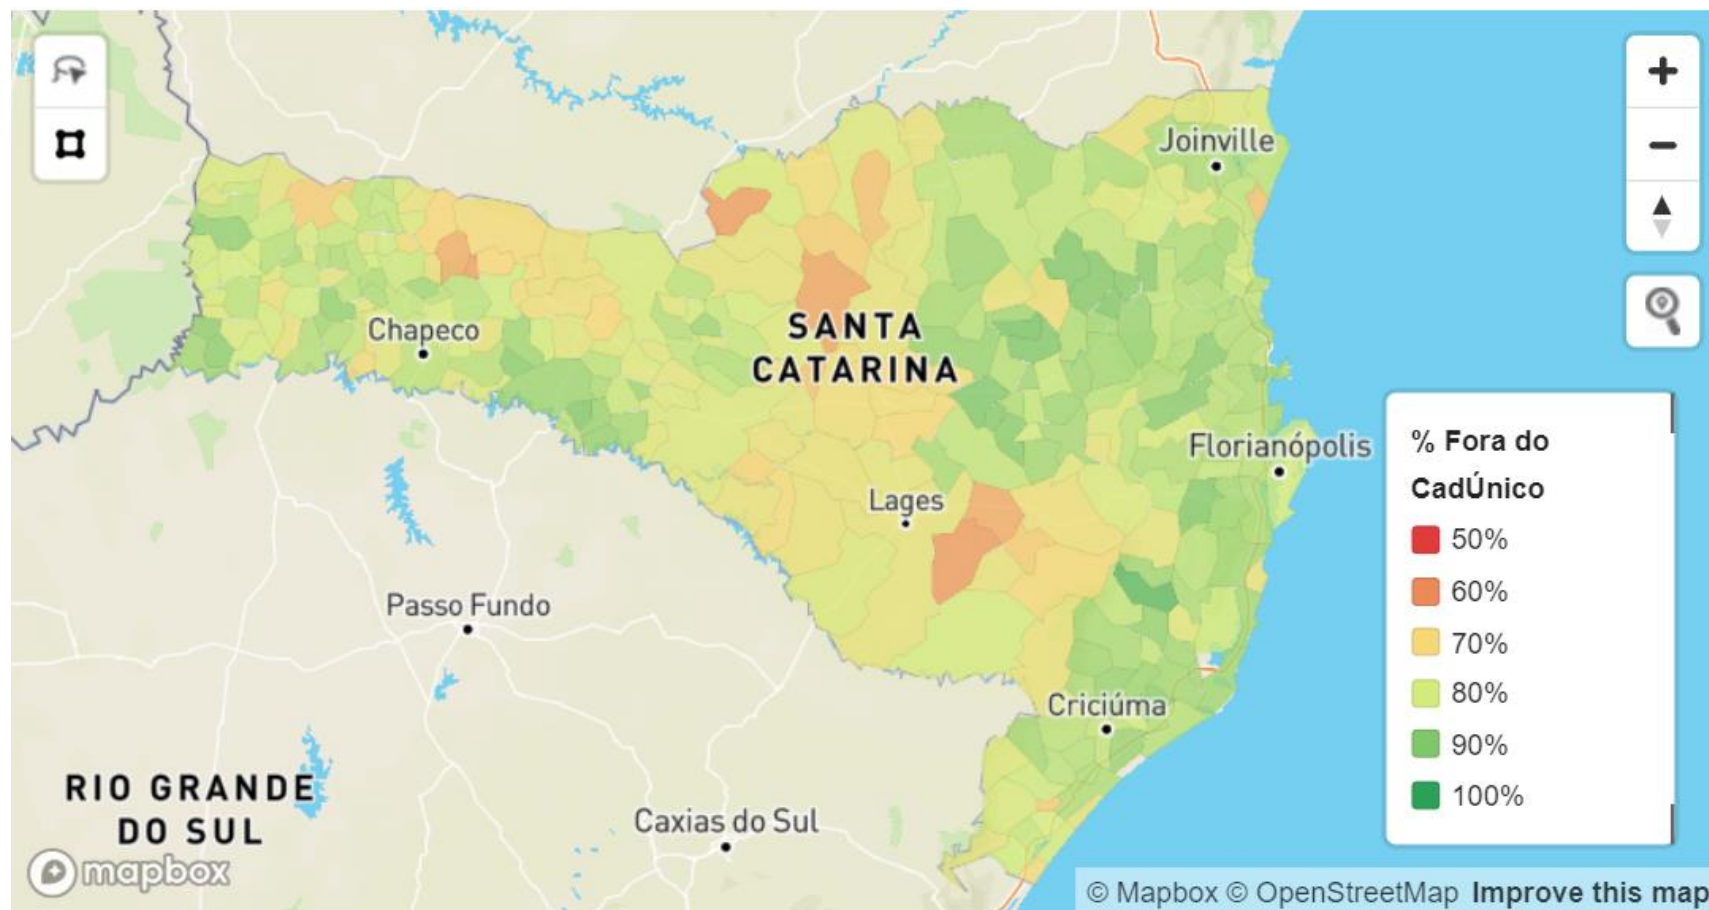 Joinville
Chapeco
SANTA
CATARINA
Florianópolis
Lages
Passo Fundo
Criciúma
RIO GRANDE
DO SUL
Caxias do Sul
% Fora do
CadÚnico
50%
60%
70%
80%
90%
100%
mapbox
© Mapbox © OpenStreetMap Improve this map